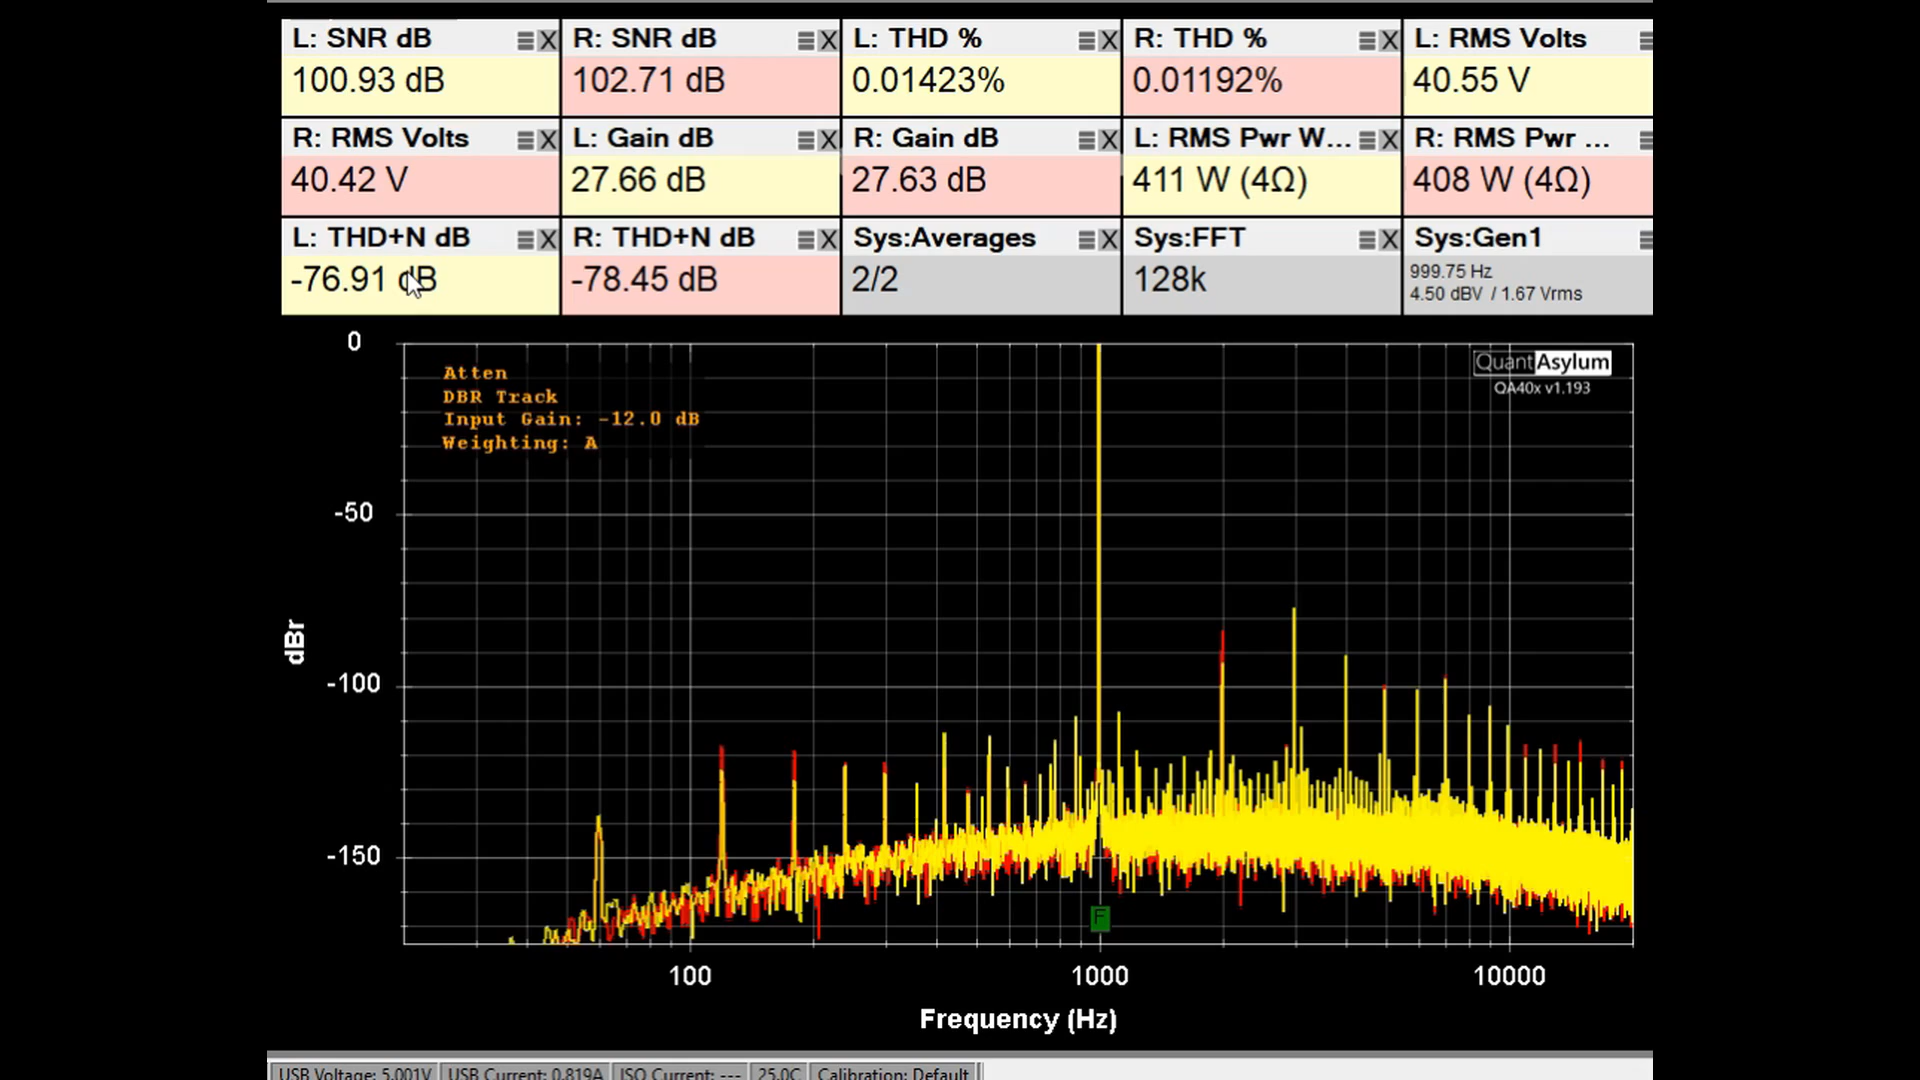 L: SNR dB X R: SNR dB X L: THD % X R: THD % X L: RMS Volts
100.93 dB 102.71 dB 0.01423% 0.01192% 40.55 V
R: RMS Volts X L: Gain dB X R: Gain dB X L: RMS Pwr W... X R: RMS Pwr ...
40.42 V 27.66 dB 27.63 dB 411 W (4Ω) 408 W (4Ω)
L: THD+N dB X R: THD+N dB X Sys:Averages X Sys:FFT X Sys:Gen1
-76.91 dB -78.45 dB 2/2 128k 999.75 Hz
4.50 dBV / 1.67 Vrms
0
Atten
DBR Track
Input Gain: -12.0 dB
Weighting: A
QuantAsylum
QA40x v1.193
-50
dBr
-100
-150
F
100 1000 10000
Frequency (Hz)
USB Voltage: 5.001V USB Current: 0.819A ISO Current: --- 25.0C Calibration: Default